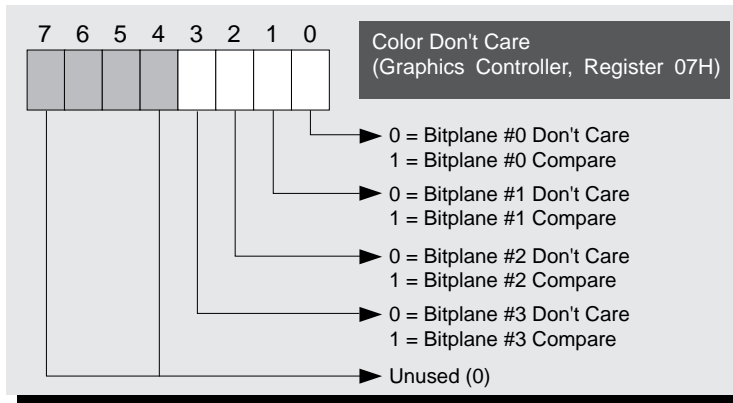 7 6 5 4 3 2 1 0
Color Don't Care
(Graphics Controller, Register 07H)
0 = Bitplane #0 Don't Care
1 = Bitplane #0 Compare
0 = Bitplane #1 Don't Care
1 = Bitplane #1 Compare
0 = Bitplane #2 Don't Care
1 = Bitplane #2 Compare
0 = Bitplane #3 Don't Care
1 = Bitplane #3 Compare
Unused (0)